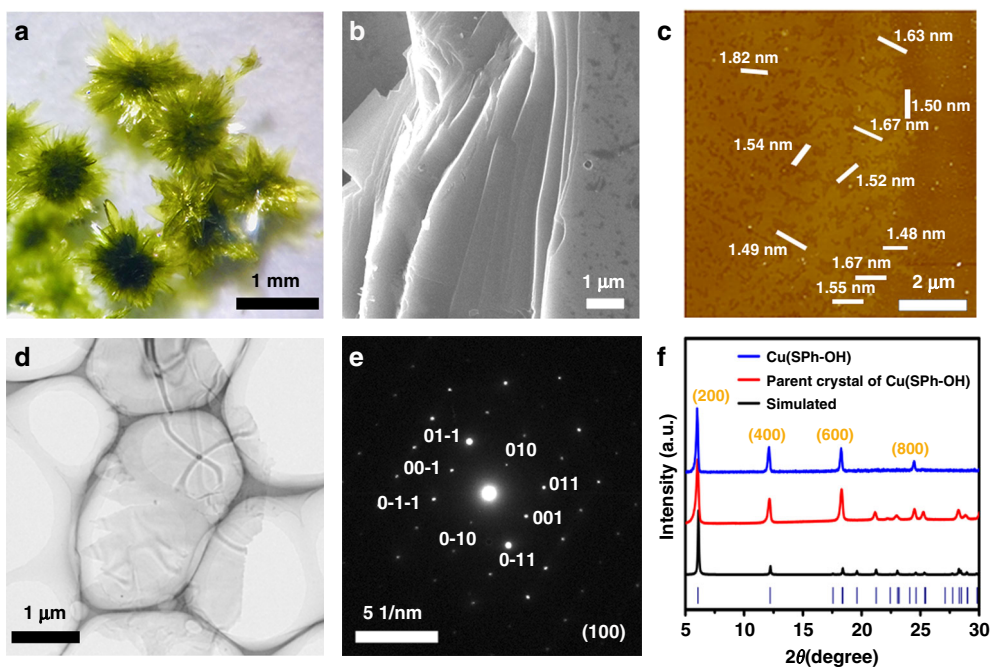 a
1 mm
b
1 μm
c
1.63 nm
1.82 nm
1.50 nm
1.67 nm
1.54 nm
1.52 nm
1.49 nm
1.48 nm
1.67 nm
1.55 nm
2 μm
d
1 μm
e
01-1
010
00-1
011
0-1-1
001
0-10
0-11
5 1/nm
(100)
f
Cu(SPh-OH)
Parent crystal of Cu(SPh-OH)
Simulated
(200)
(400)
(600)
(800)
Intensity (a.u.)
5 10 15 20 25 30
2θ(degree)